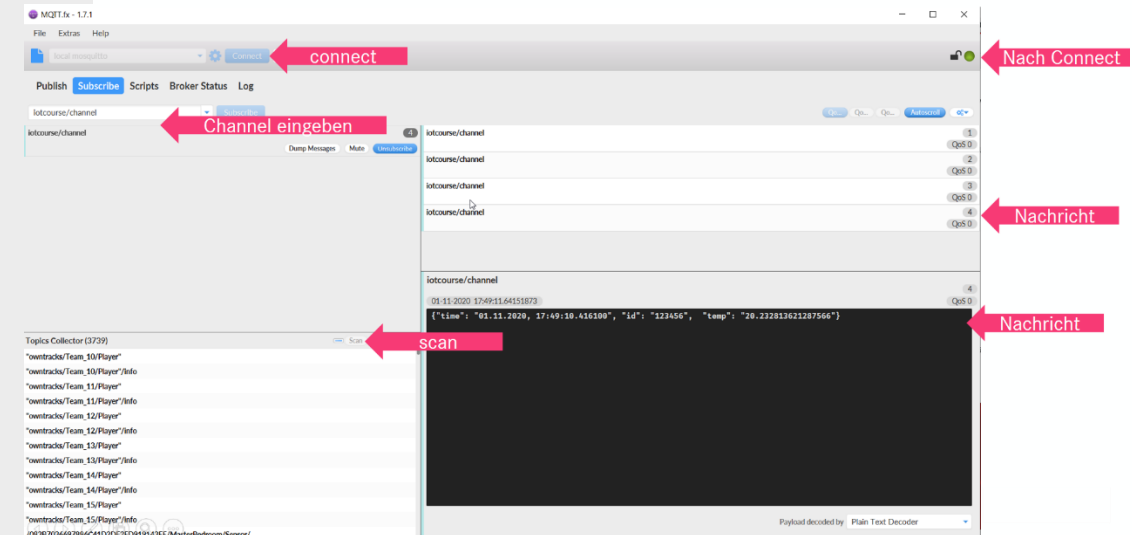 MQTT.fx - 1.7.1
File Extras Help
local mosquitto Connect
connect
Nach Connect
Publish Subscribe Scripts Broker Status Log
iotcourse/channel Subscribe
Channel eingeben
Qo... Qo... Qo... Autoscroll
iotcourse/channel 4
Dump Messages Mute Unsubscribe
iotcourse/channel 1
QoS 0
iotcourse/channel 2
QoS 0
iotcourse/channel 3
QoS 0
iotcourse/channel 4
QoS 0
Nachricht
iotcourse/channel
4
01-11-2020 17:49:11.64151873 QoS 0
{"time": "01.11.2020, 17:49:10.416100", "id": "123456", "temp": "20.232813621287566"}
Nachricht
Topics Collector (3739) Scan
scan
"owntracks/Team_10/Player"
"owntracks/Team_10/Player"/info
"owntracks/Team_11/Player"
"owntracks/Team_11/Player"/info
"owntracks/Team_12/Player"
"owntracks/Team_12/Player"/info
"owntracks/Team_13/Player"
"owntracks/Team_13/Player"/info
"owntracks/Team_14/Player"
"owntracks/Team_14/Player"/info
"owntracks/Team_15/Player"
"owntracks/Team_15/Player"/info
Payload decoded by Plain Text Decoder